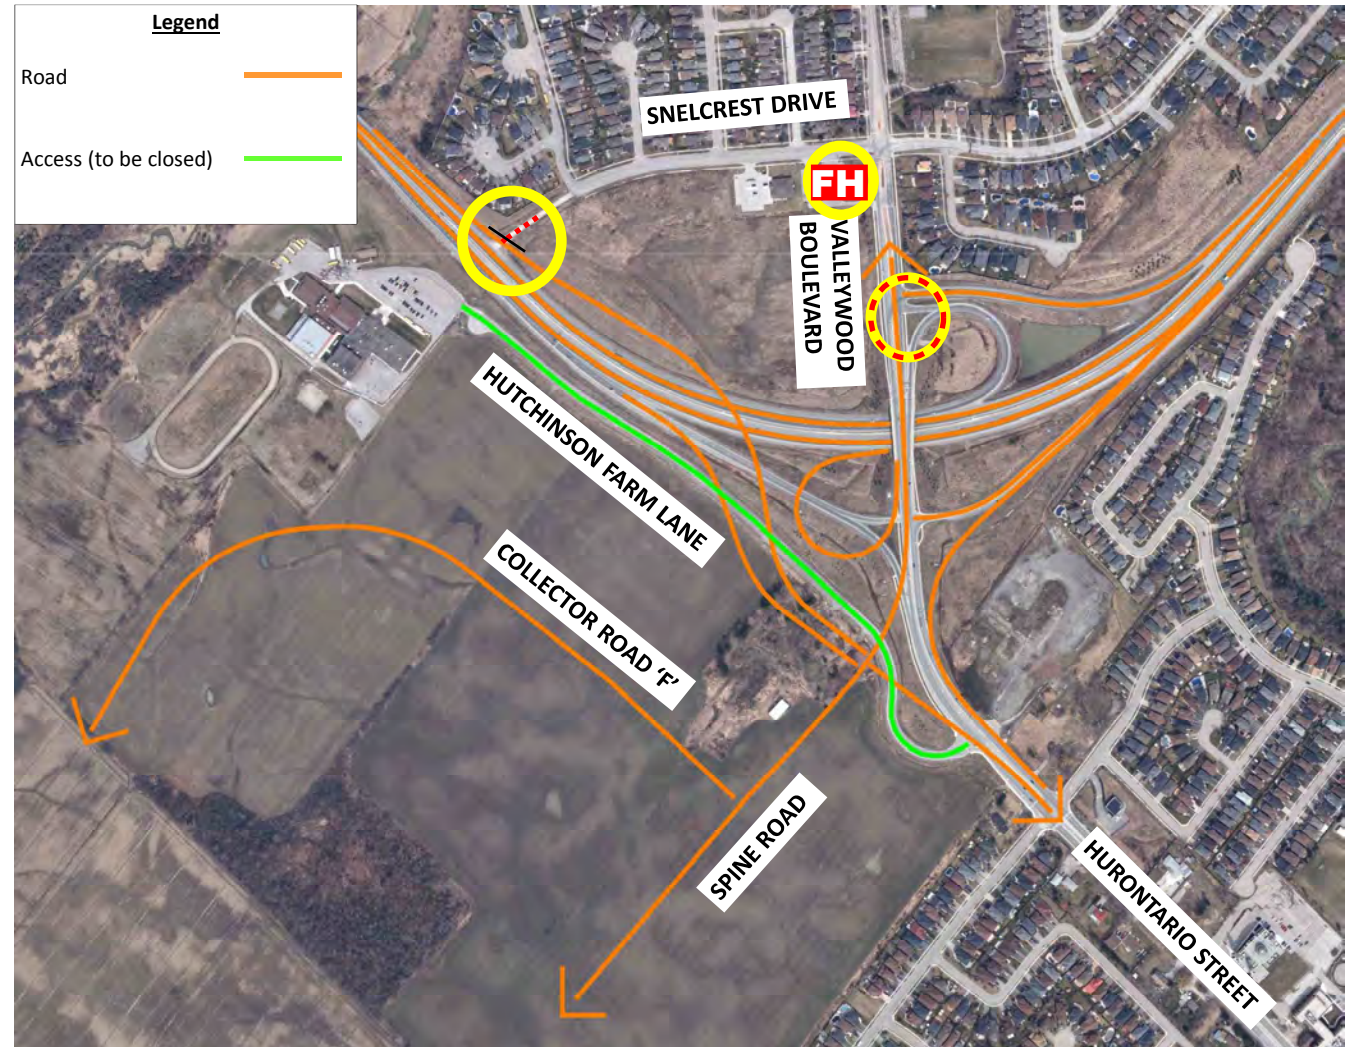 Legend
Road
Access (to be closed)
SNELCREST DRIVE
FH
VALLEYWOOD
BOULEVARD
HUTCHINSON FARM LANE
COLLECTOR ROAD ‘F’
SPINE ROAD
HURONTARIO STREET